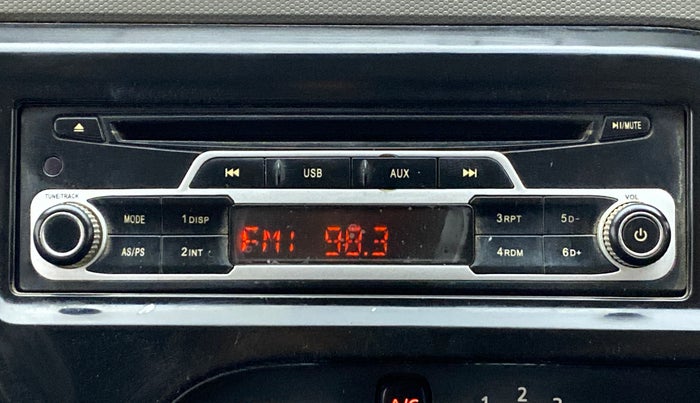 ⏏
⏯/MUTE
⏮ USB AUX ⏭
TUNE/TRACK
VOL
MODE 1 DISP
3 RPT 5 D-
FM1 98.3
AS/PS 2 INT
4 RDM 6 D+
A/C
1 2 3